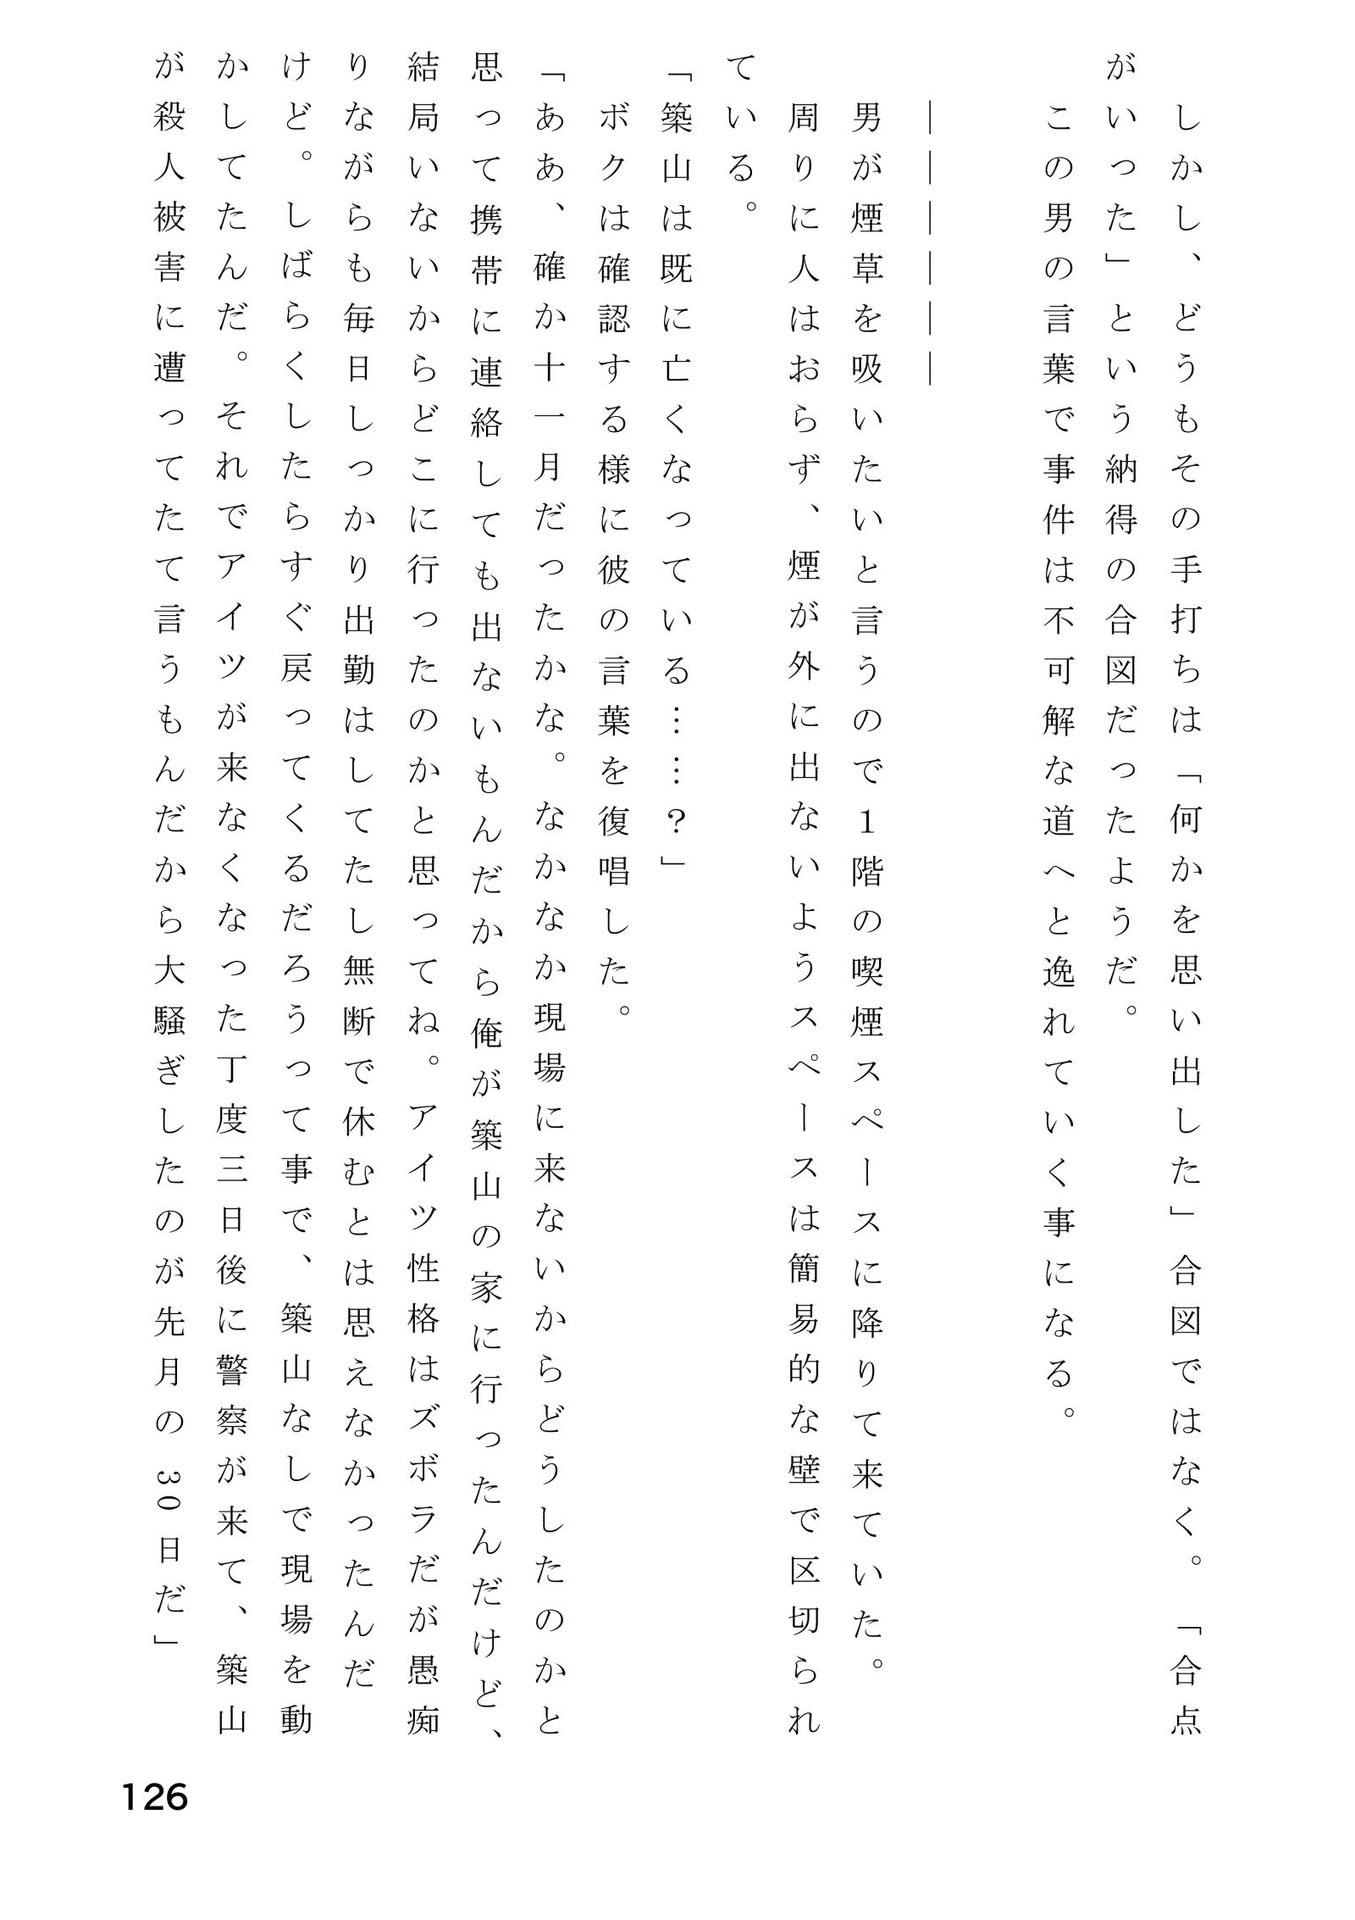 しかし、どうもその手打ちは「何かを思い出した」合図ではなく。「合点
がいった」という納得の合図だったようだ。
　この男の言葉で事件は不可解な道へと逸れていく事になる。
　――――――
　男が煙草を吸いたいと言うので1階の喫煙スペースに降りて来ていた。
　周りに人はおらず、煙が外に出ないようスペースは簡易的な壁で区切られ
ている。
「築山は既に亡くなっている……？」
　ボクは確認する様に彼の言葉を復唱した。
「ああ、確か十一月だったかな。なかなか現場に来ないからどうしたのかと
思って携帯に連絡しても出ないもんだから俺が築山の家に行ったんだけど、
結局いないからどこに行ったのかと思ってね。アイツ性格はズボラだが愚痴
りながらも毎日しっかり出勤はしてたし無断で休むとは思えなかったんだ
けど。しばらくしたらすぐ戻ってくるだろうって事で、築山なしで現場を動
かしてたんだ。それでアイツが来なくなった丁度三日後に警察が来て、築山
が殺人被害に遭ってたて言うもんだから大騒ぎしたのが先月の30日だ」
126